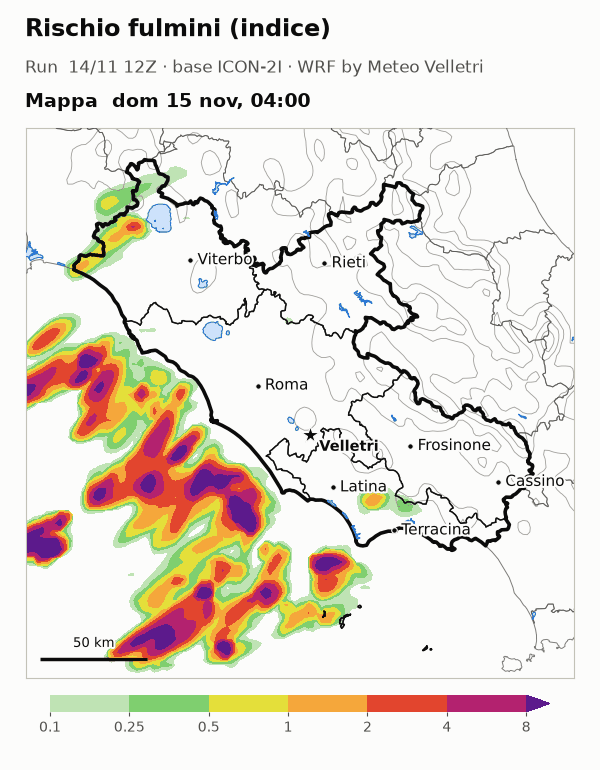 Rischio fulmini (indice)
Run 14/11 12Z · base ICON-2I · WRF by Meteo Velletri
Mappa dom 15 nov, 04:00
Viterbo
Rieti
Roma
Velletri
Frosinone
Cassino
Latina
Terracina
50 km
0.1 0.25 0.5 1 2 4 8